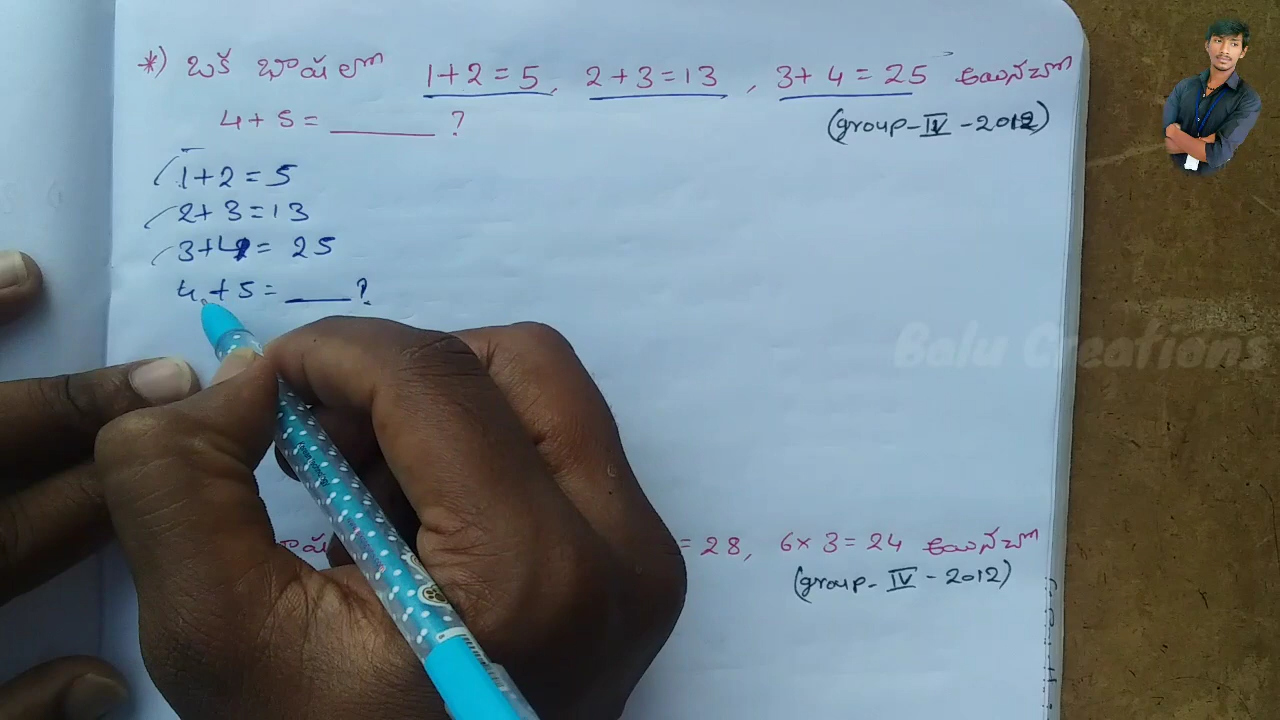 *) ఒక భాషలో 1+2=5, 2+3=13, 3+4=25 అయినచో
4+5=______?
(group-IV-2012)
1+2=5
2+3=13
3+4=25
4+5=____?
Balu Creations
=28, 6×3=24 అయినచో
(group-IV-2012)